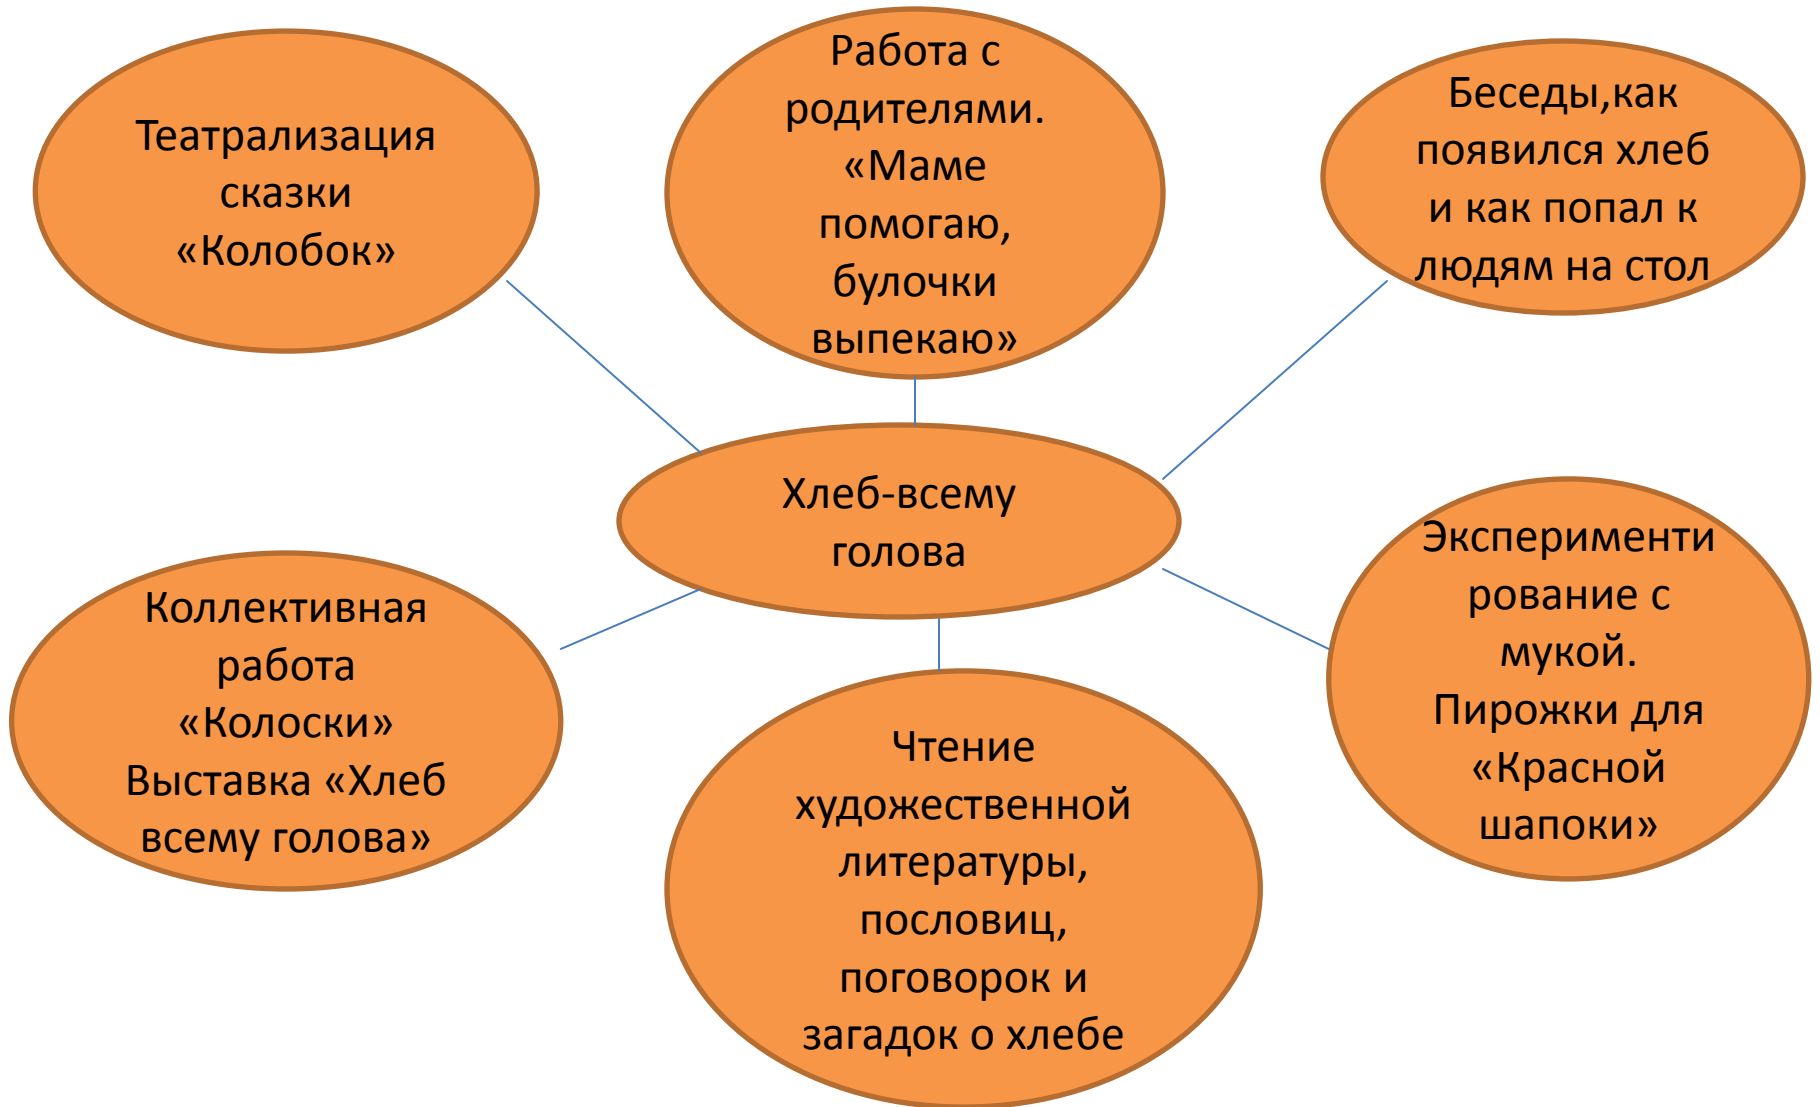 Театрализация
сказки
«Колобок»
Работа с
родителями.
«Маме
помогаю,
булочки
выпекаю»
Беседы,как
появился хлеб
и как попал к
людям на стол
Хлеб-всему
голова
Коллективная
работа
«Колоски»
Выставка «Хлеб
всему голова»
Чтение
художественной
литературы,
пословиц,
поговорок и
загадок о хлебе
Эксперименти
рование с
мукой.
Пирожки для
«Красной
шапоки»